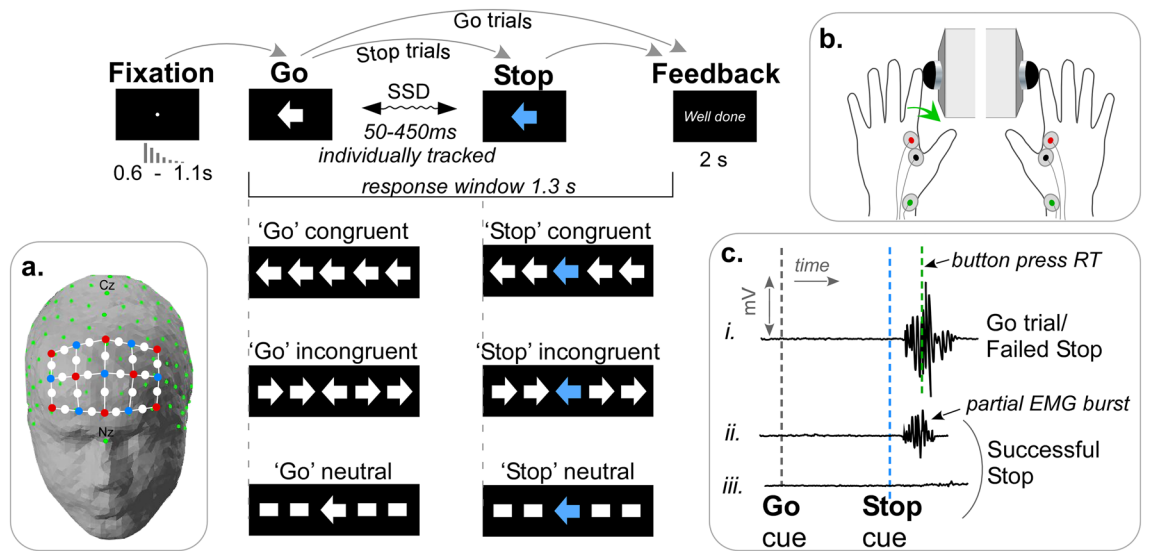 Go trials
Stop trials
Fixation
Go
Stop
Feedback
SSD
Well done
50-450ms
individually tracked
0.6 - 1.1s
2 s
response window 1.3 s
‘Go’ congruent
‘Stop’ congruent
‘Go’ incongruent
‘Stop’ incongruent
‘Go’ neutral
‘Stop’ neutral
a.
Cz
Nz
b.
c.
time
button press RT
mV
i.
Go trial/
Failed Stop
partial EMG burst
ii.
Successful
Stop
iii.
Go
cue
Stop
cue